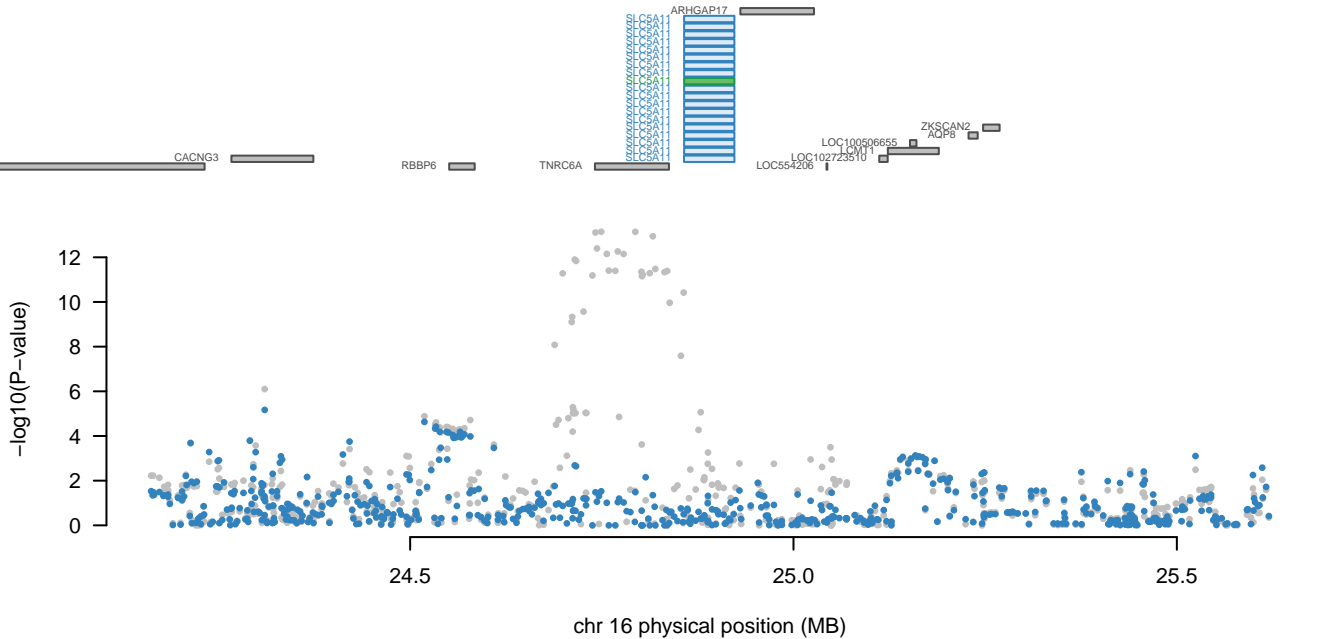 ARHGAP17
SLC5A11
SLC5A11
SLC5A11
SLC5A11
SLC5A11
SLC5A11
SLC5A11
SLC5A11
SLC5A11
SLC5A11
SLC5A11
SLC5A11
SLC5A11
SLC5A11
SLC5A11 ZKSCAN2
SLC5A11 AQP8
SLC5A11 LOC100506655
SLC5A11 LCMT1
CACNG3 SLC5A11 LOC102723510
RBBP6 TNRC6A LOC554206
12
10
8
6
4
2
0
−log10(P−value)
24.5 25.0 25.5
chr 16 physical position (MB)